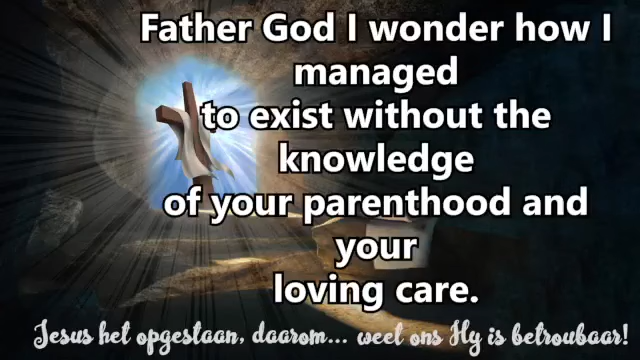 Father God I wonder how I
managed
to exist without the
knowledge
of your parenthood and
your
loving care.
Jesus het opgestaan, daarom... weet ons Hy is betroubaar!